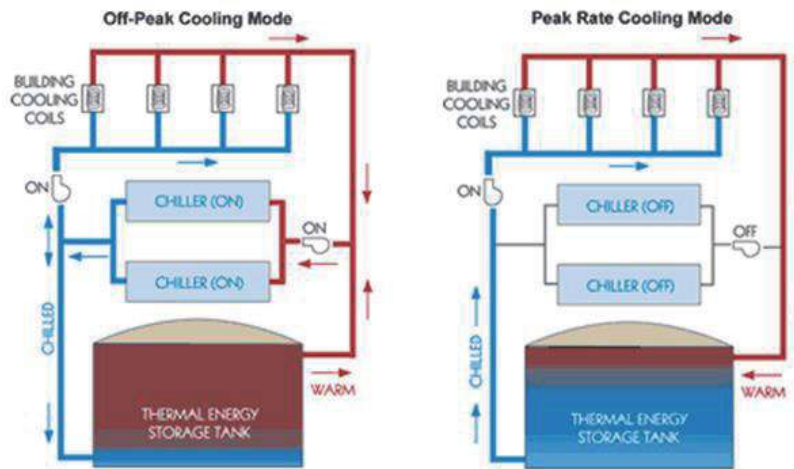 Off-Peak Cooling Mode
BUILDING
COOLING
COILS
ON
CHILLER (ON)
ON
CHILLER (ON)
CHILLED
WARM
THERMAL ENERGY
STORAGE TANK
Peak Rate Cooling Mode
BUILDING
COOLING
COILS
ON
CHILLER (OFF)
OFF
CHILLER (OFF)
CHILLED
WARM
THERMAL ENERGY
STORAGE TANK